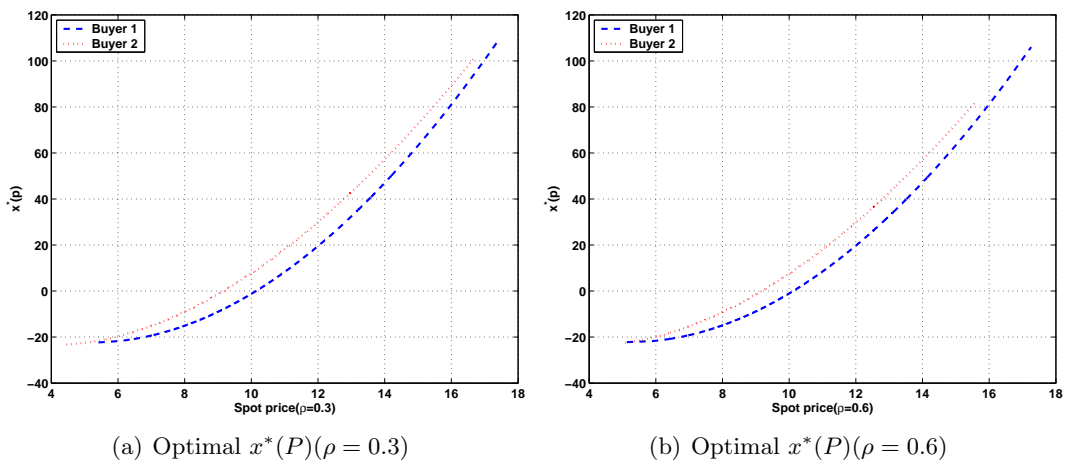 120
100
80
60
40
20
0
−20
−40
x*(p)
Buyer 1
Buyer 2
4 6 8 10 12 14 16 18
Spot price(ρ=0.3)
(a) Optimal x*(P)(ρ = 0.3)
120
100
80
60
40
20
0
−20
−40
x*(p)
Buyer 1
Buyer 2
4 6 8 10 12 14 16 18
Spot price(ρ=0.6)
(b) Optimal x*(P)(ρ = 0.6)